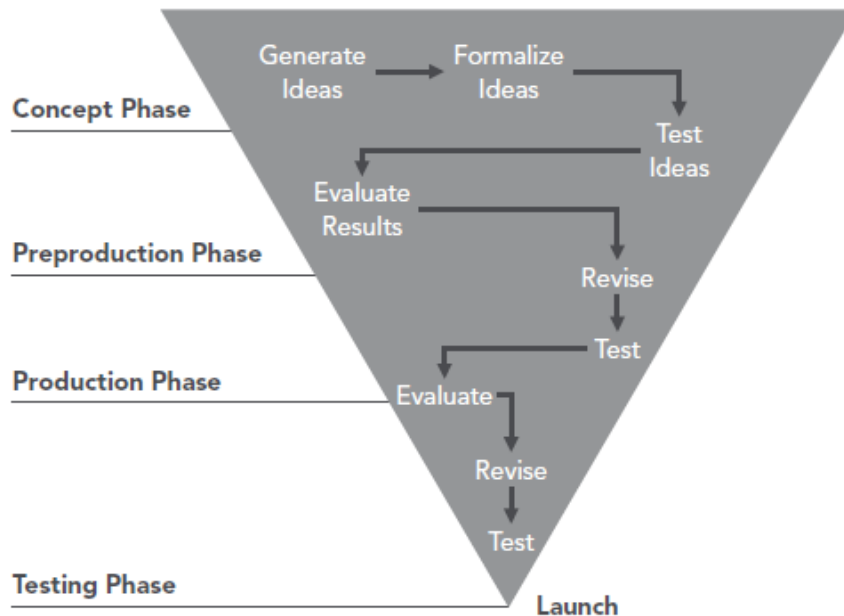 Generate
Ideas
Formalize
Ideas
Concept Phase
Test
Ideas
Evaluate
Results
Preproduction Phase
Revise
Test
Production Phase
Evaluate
Revise
Test
Testing Phase
Launch